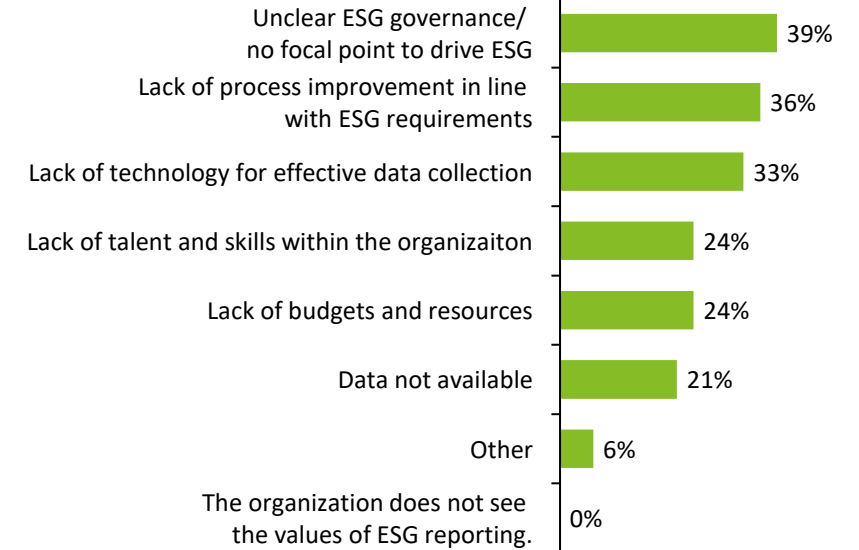 Unclear ESG governance/
no focal point to drive ESG
39%
Lack of process improvement in line
with ESG requirements
36%
Lack of technology for effective data collection
33%
Lack of talent and skills within the organizaiton
24%
Lack of budgets and resources
24%
Data not available
21%
Other
6%
The organization does not see
the values of ESG reporting.
0%